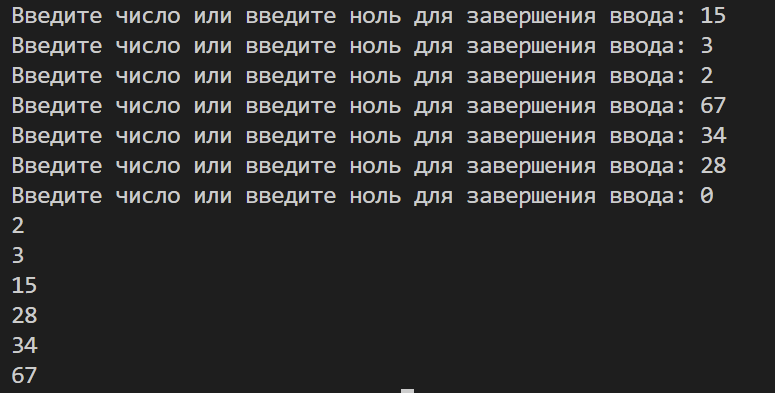 Введите число или введите ноль для завершения ввода: 15
Введите число или введите ноль для завершения ввода: 3
Введите число или введите ноль для завершения ввода: 2
Введите число или введите ноль для завершения ввода: 67
Введите число или введите ноль для завершения ввода: 34
Введите число или введите ноль для завершения ввода: 28
Введите число или введите ноль для завершения ввода: 0
2
3
15
28
34
67